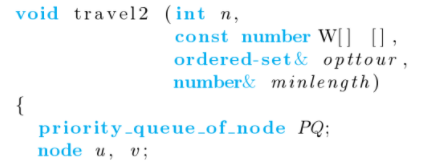 void travel2 (int n,
const number W[] [],
ordered-set& opttour,
number& minlength)
{
priority_queue_of_node PQ;
node u, v;